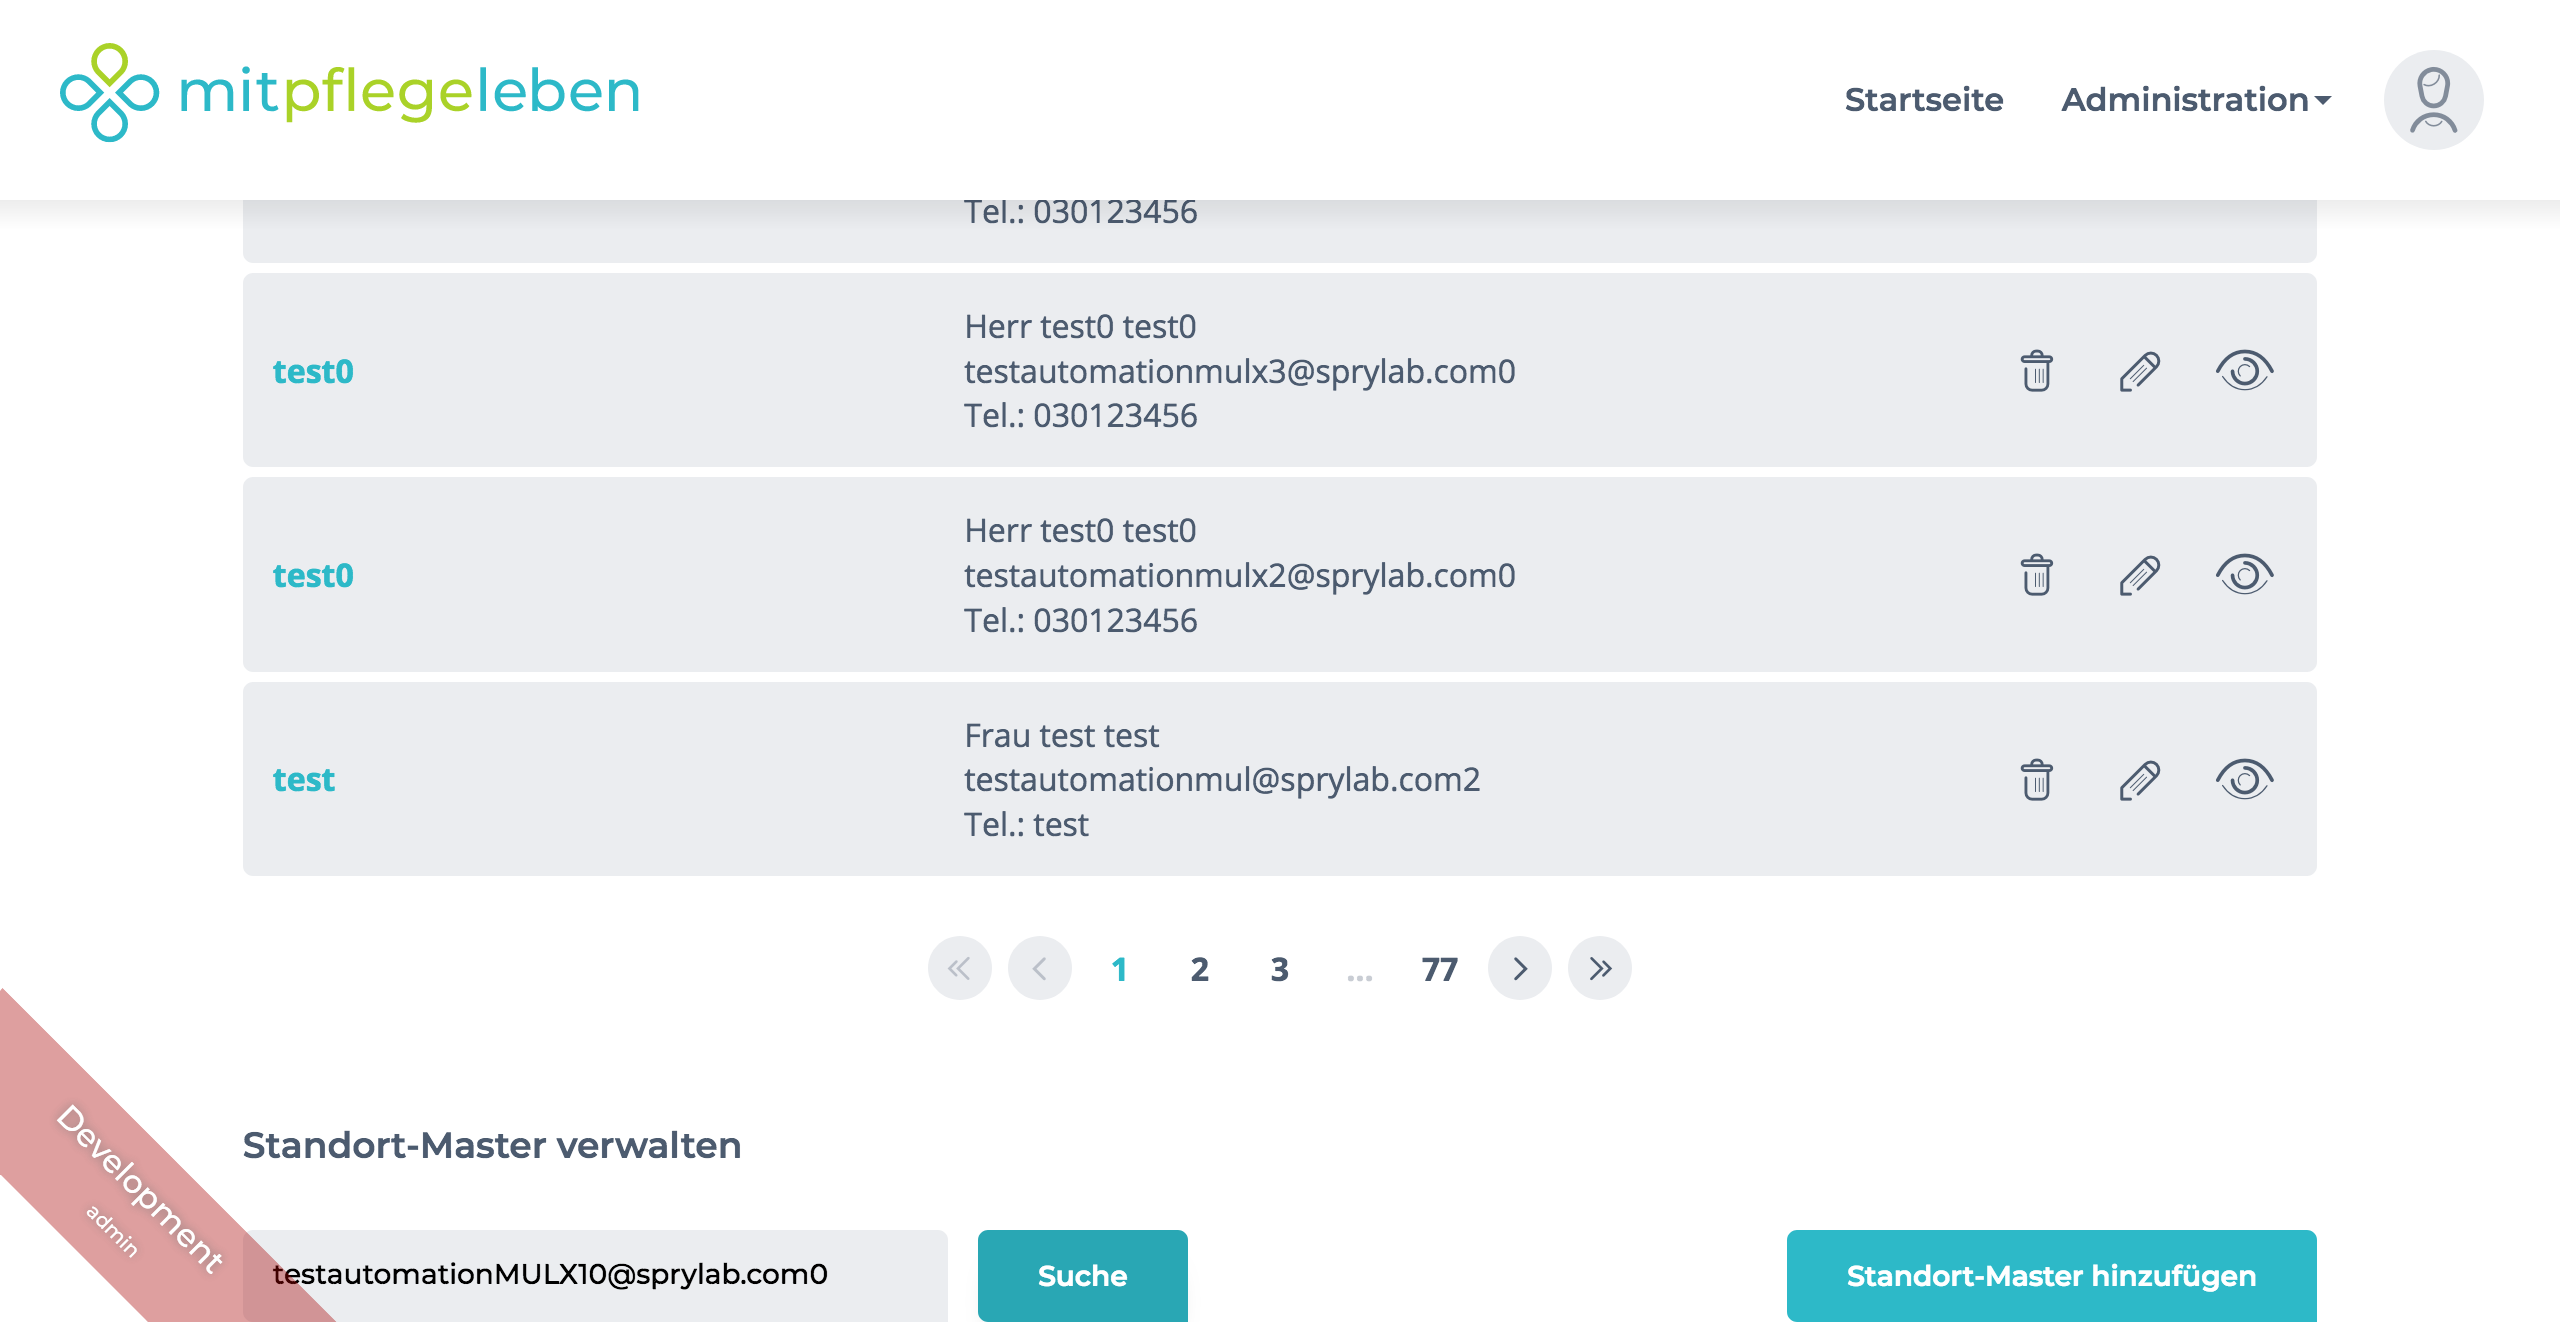 mitpflegeleben
Startseite Administration
Tel.: 030123456
test0
Herr test0 test0
testautomationmulx3@sprylab.com0
Tel.: 030123456
test0
Herr test0 test0
testautomationmulx2@sprylab.com0
Tel.: 030123456
test
Frau test test
testautomationmul@sprylab.com2
Tel.: test
1 2 3 ... 77
Standort-Master verwalten
testautomationMULX10@sprylab.com0
Suche
Standort-Master hinzufügen
Development
admin